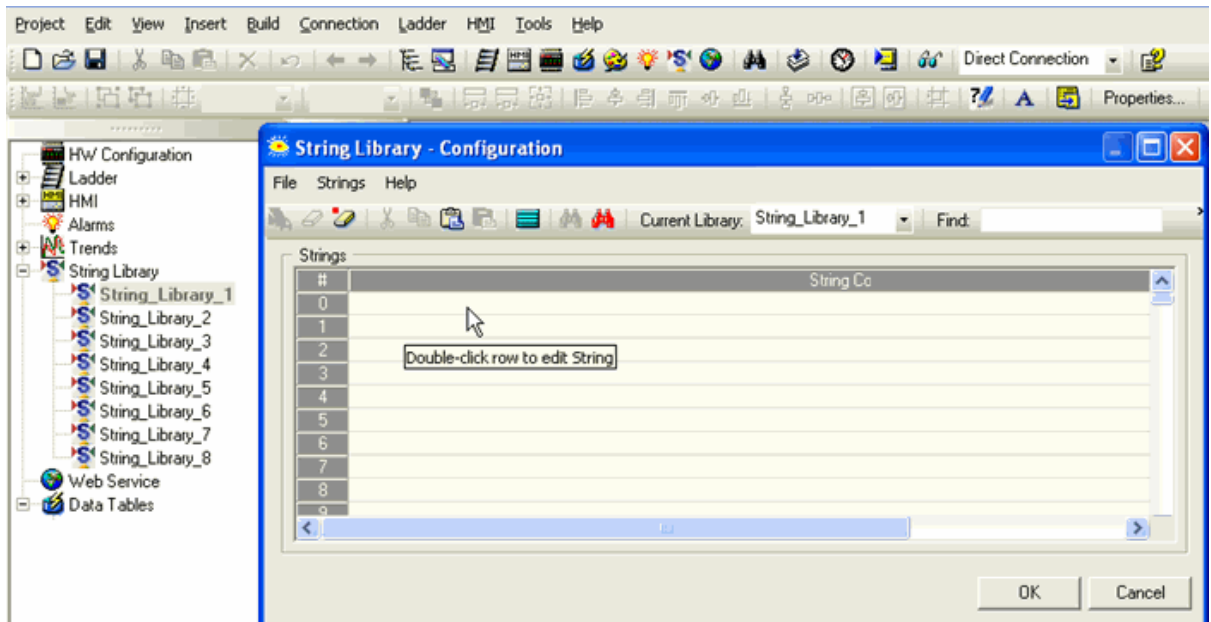 Project Edit View Insert Build Connection Ladder HMI Tools Help
Direct Connection
Properties...
HW Configuration
Ladder
HMI
Alarms
Trends
String Library
String_Library_1
String_Library_2
String_Library_3
String_Library_4
String_Library_5
String_Library_6
String_Library_7
String_Library_8
Web Service
Data Tables
String Library - Configuration
File Strings Help
Current Library: String_Library_1 Find:
Strings
# String Co
0
1
2
Double-click row to edit String
3
4
5
6
7
8
9
OK Cancel